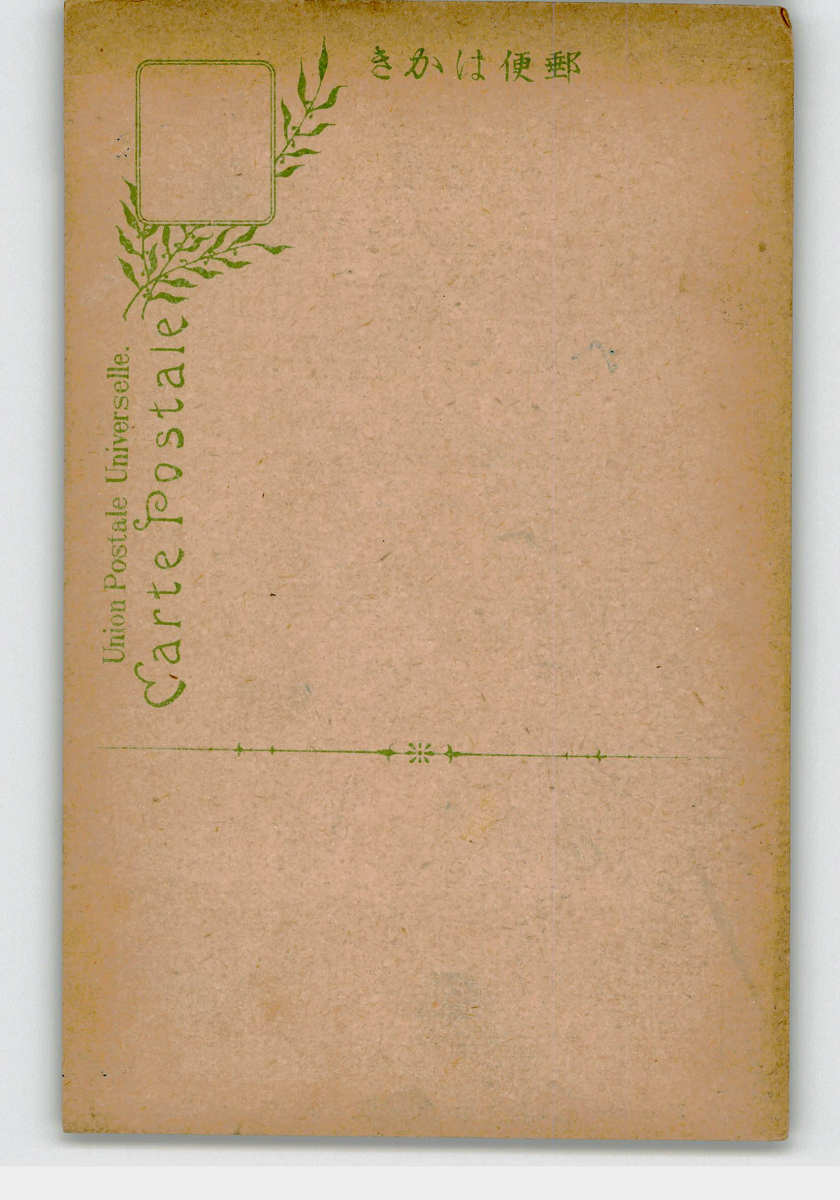 きかは便郵
Union Postale Universelle.
Carte Postale